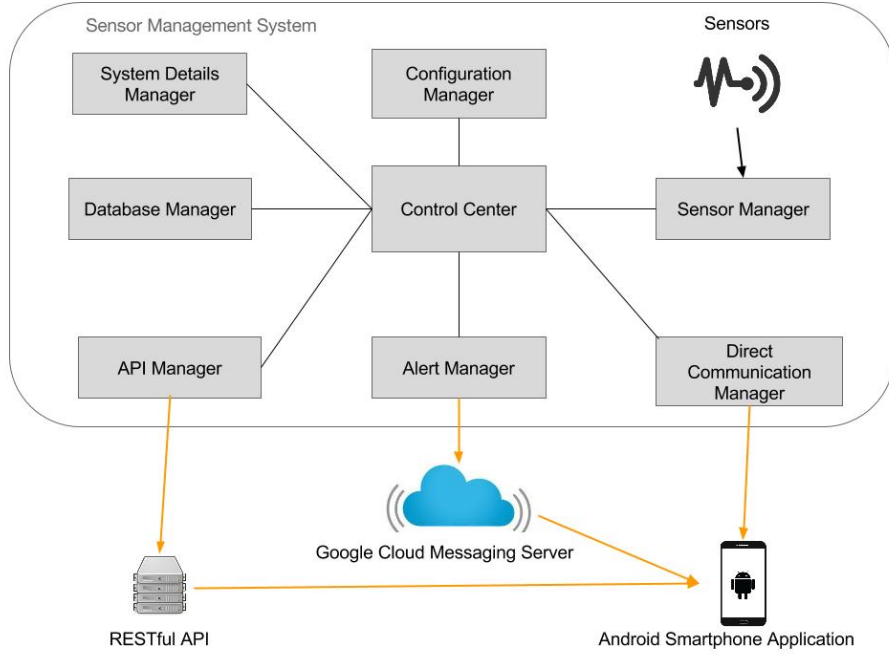 Sensor Management System
Sensors
System Details
Manager
Configuration
Manager
Database Manager
Control Center
Sensor Manager
API Manager
Alert Manager
Direct
Communication
Manager
Google Cloud Messaging Server
RESTful API
Android Smartphone Application